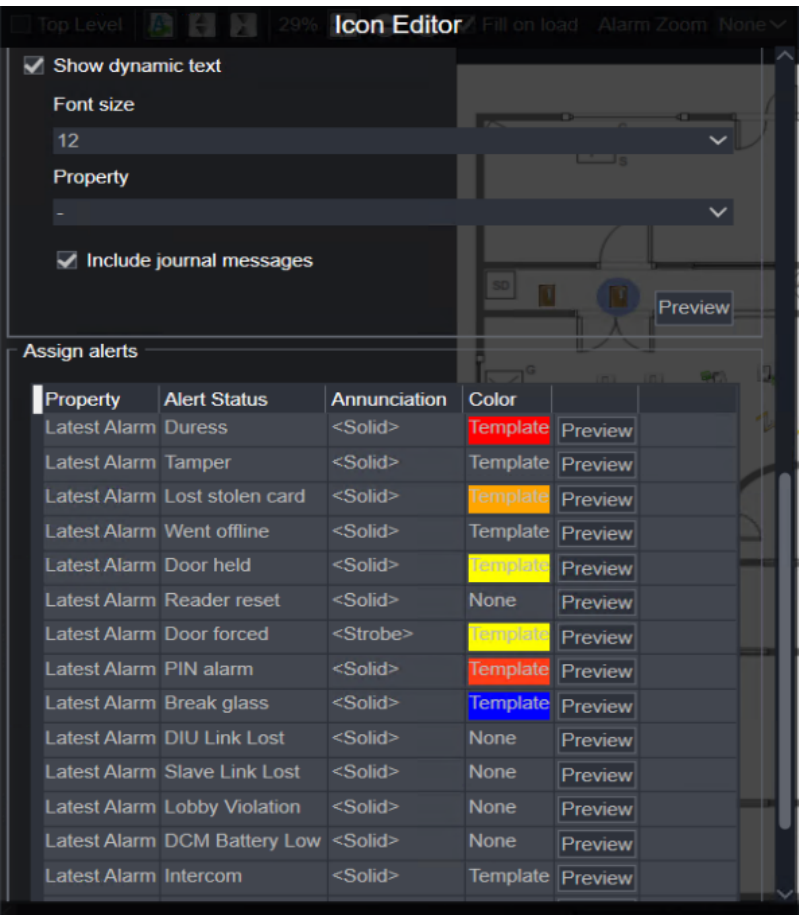 Top Level 29% Icon Editor Fill on load Alarm Zoom None
Show dynamic text
Font size
12
Property
-
Include journal messages
S
SD
Preview
Assign alerts
G
Property Alert Status Annunciation Color
Latest Alarm Duress <Solid> Template Preview
Latest Alarm Tamper <Solid> Template Preview
Latest Alarm Lost stolen card <Solid> Template Preview
Latest Alarm Went offline <Solid> Template Preview
Latest Alarm Door held <Solid> Template Preview
Latest Alarm Reader reset <Solid> None Preview
Latest Alarm Door forced <Strobe> Template Preview
Latest Alarm PIN alarm <Solid> Template Preview
Latest Alarm Break glass <Solid> Template Preview
Latest Alarm DIU Link Lost <Solid> None Preview
Latest Alarm Slave Link Lost <Solid> None Preview
Latest Alarm Lobby Violation <Solid> None Preview
Latest Alarm DCM Battery Low <Solid> None Preview
Latest Alarm Intercom <Solid> Template Preview